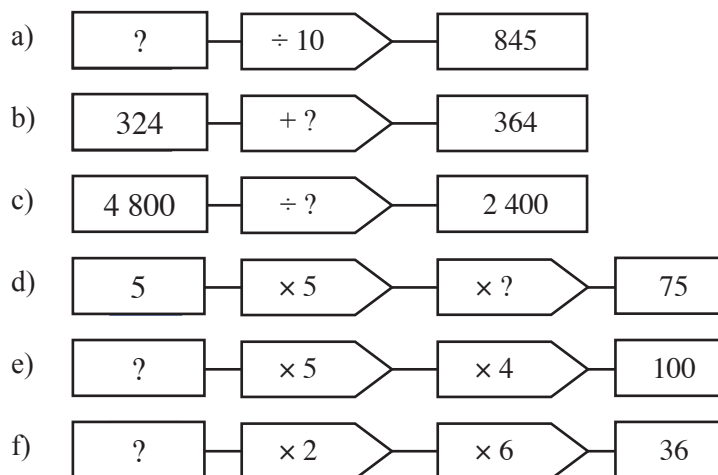 a) ? ÷ 10 845
b) 324 + ? 364
c) 4 800 ÷ ? 2 400
d) 5 × 5 × ? 75
e) ? × 5 × 4 100
f) ? × 2 × 6 36